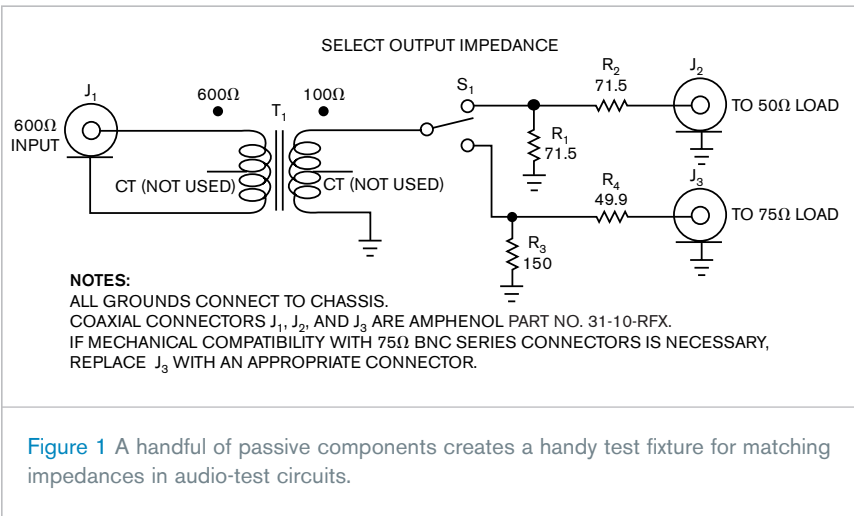 SELECT OUTPUT IMPEDANCE
J1
600Ω
INPUT
600Ω
T1
100Ω
CT (NOT USED)
CT (NOT USED)
S1
R2
71.5
J2
TO 50Ω LOAD
R1
71.5
R4
49.9
J3
TO 75Ω LOAD
R3
150
NOTES:
ALL GROUNDS CONNECT TO CHASSIS.
COAXIAL CONNECTORS J1, J2, AND J3 ARE AMPHENOL PART NO. 31-10-RFX.
IF MECHANICAL COMPATIBILITY WITH 75Ω BNC SERIES CONNECTORS IS NECESSARY,
REPLACE J3 WITH AN APPROPRIATE CONNECTOR.
Figure 1 A handful of passive components creates a handy test fixture for matching
impedances in audio-test circuits.